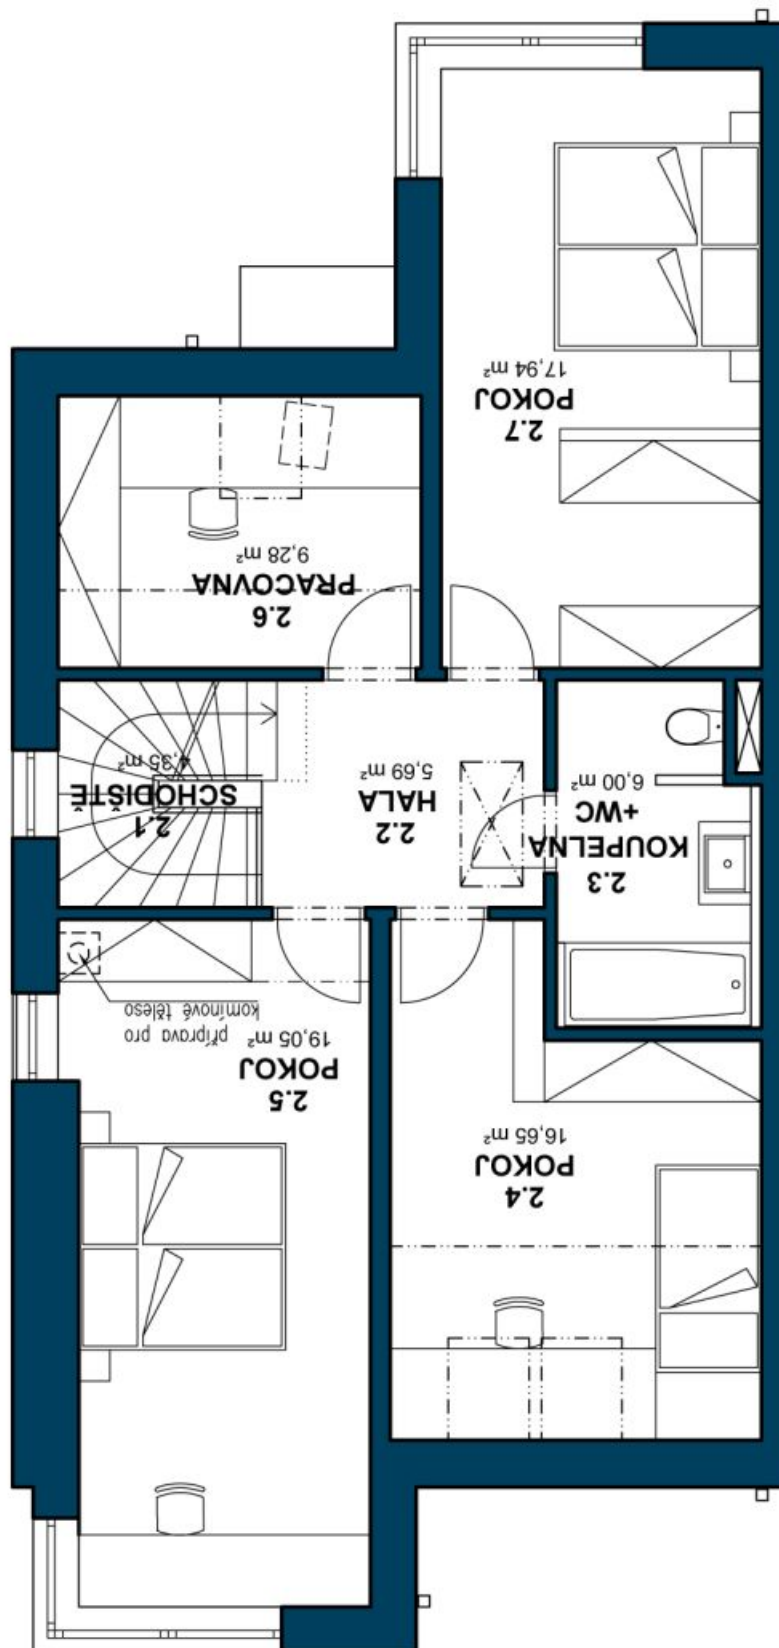 2.1
SCHODIŠTĚ
4,35 m²
2.2
HALA
5,69 m²
2.3
KOUPELNA
+WC
6,00 m²
2.4
POKOJ
16,65 m²
2.5
POKOJ
19,05 m²
příprava pro
komínové těleso
2.6
PRACOVNA
9,28 m²
2.7
POKOJ
17,94 m²